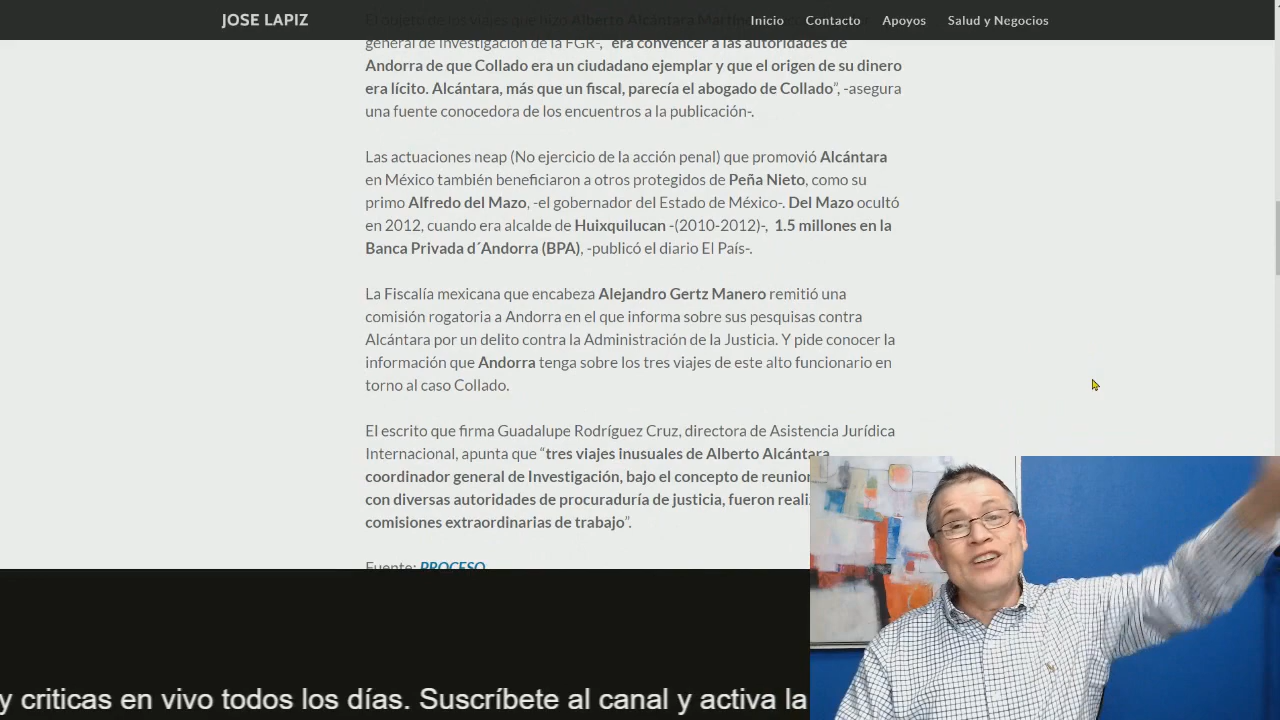 JOSE LAPIZ
Inicio Contacto Apoyos Salud y Negocios
El objeto de los viajes que hizo Alberto Alcántara
general de Investigación de la FGR-, "era convencer a las autoridades de
Andorra de que Collado era un ciudadano ejemplar y que el origen de su dinero
era lícito. Alcántara, más que un fiscal, parecía el abogado de Collado”, -asegura
una fuente conocedora de los encuentros a la publicación-.
Las actuaciones neap (No ejercicio de la acción penal) que promovió Alcántara
en México también beneficiaron a otros protegidos de Peña Nieto, como su
primo Alfredo del Mazo, -el gobernador del Estado de México-. Del Mazo ocultó
en 2012, cuando era alcalde de Huixquilucan -(2010-2012)-, 1.5 millones en la
Banca Privada d´Andorra (BPA), -publicó el diario El País-.
La Fiscalía mexicana que encabeza Alejandro Gertz Manero remitió una
comisión rogatoria a Andorra en el que informa sobre sus pesquisas contra
Alcántara por un delito contra la Administración de la Justicia. Y pide conocer la
información que Andorra tenga sobre los tres viajes de este alto funcionario en
torno al caso Collado.
El escrito que firma Guadalupe Rodríguez Cruz, directora de Asistencia Jurídica
Internacional, apunta que “tres viajes inusuales de Alberto Alcántara,
coordinador general de Investigación, bajo el concepto de reunion
con diversas autoridades de procuraduría de justicia, fueron reali
comisiones extraordinarias de trabajo”.
Fuente: PROCESO
y criticas en vivo todos los días. Suscríbete al canal y activa la